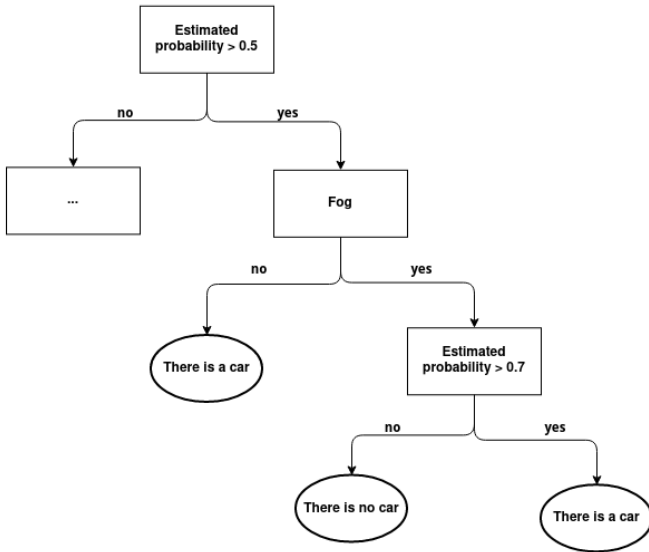 Estimated
probability > 0.5
no
yes
...
Fog
no
yes
There is a car
Estimated
probability > 0.7
no
yes
There is no car
There is a car